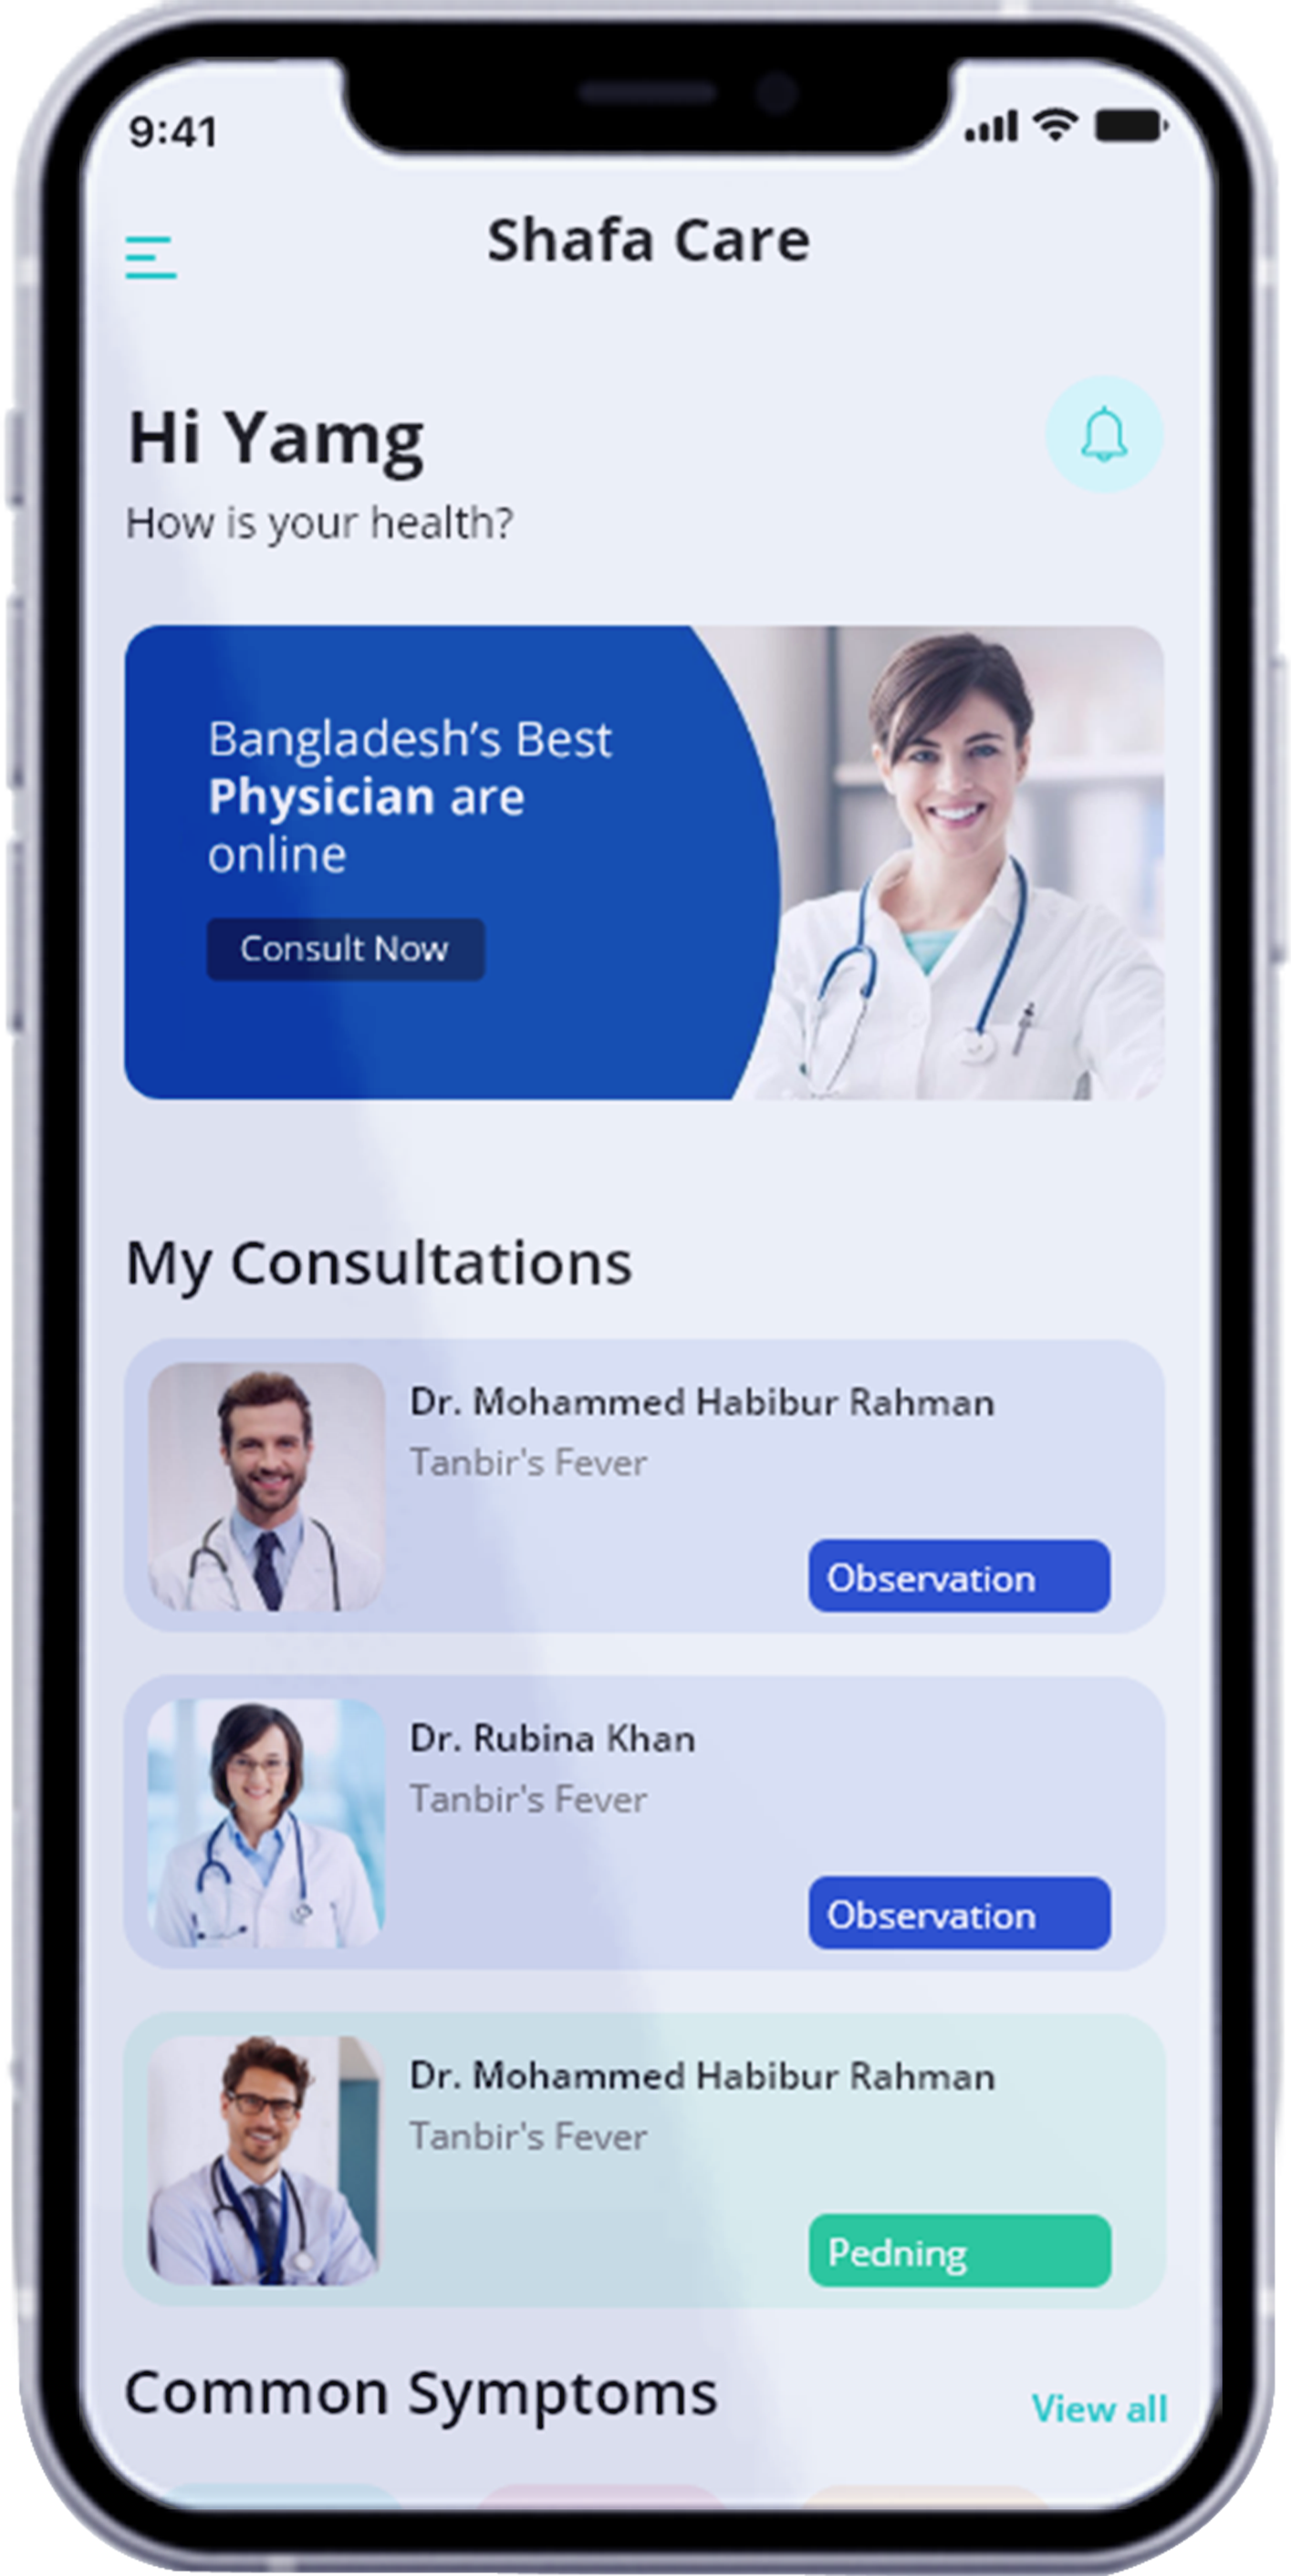 9:41
Shafa Care
Hi Yamg
How is your health?
Bangladesh’s Best
Physician are
online
Consult Now
My Consultations
Dr. Mohammed Habibur Rahman
Tanbir's Fever
Observation
Dr. Rubina Khan
Tanbir's Fever
Observation
Dr. Mohammed Habibur Rahman
Tanbir's Fever
Pedning
Common Symptoms
View all